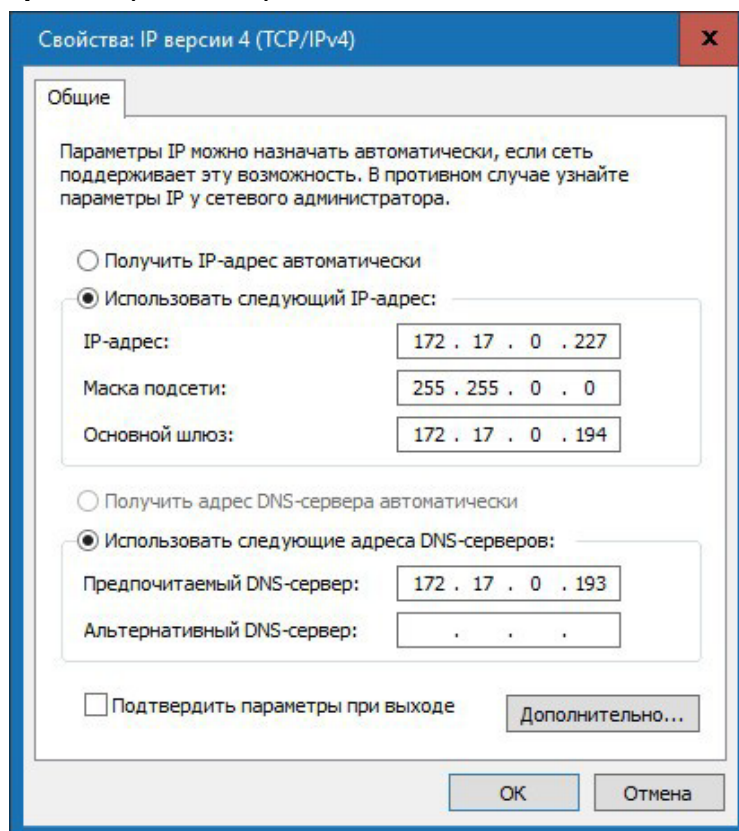 Свойства: IP версии 4 (TCP/IPv4)
x
Общие
Параметры IP можно назначать автоматически, если сеть
поддерживает эту возможность. В противном случае узнайте
параметры IP у сетевого администратора.
Получить IP-адрес автоматически
Использовать следующий IP-адрес:
IP-адрес: 172 . 17 . 0 . 227
Маска подсети: 255 . 255 . 0 . 0
Основной шлюз: 172 . 17 . 0 . 194
Получить адрес DNS-сервера автоматически
Использовать следующие адреса DNS-серверов:
Предпочитаемый DNS-сервер: 172 . 17 . 0 . 193
Альтернативный DNS-сервер: . . .
Подтвердить параметры при выходе
Дополнительно...
ОК Отмена